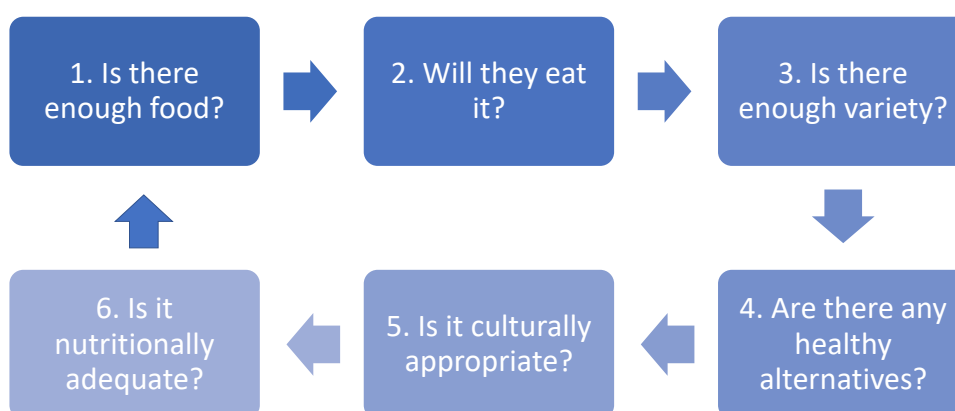 1. Is there
enough food?
2. Will they eat
it?
3. Is there
enough variety?
4. Are there any
healthy
alternatives?
5. Is it culturally
appropriate?
6. Is it
nutritionally
adequate?